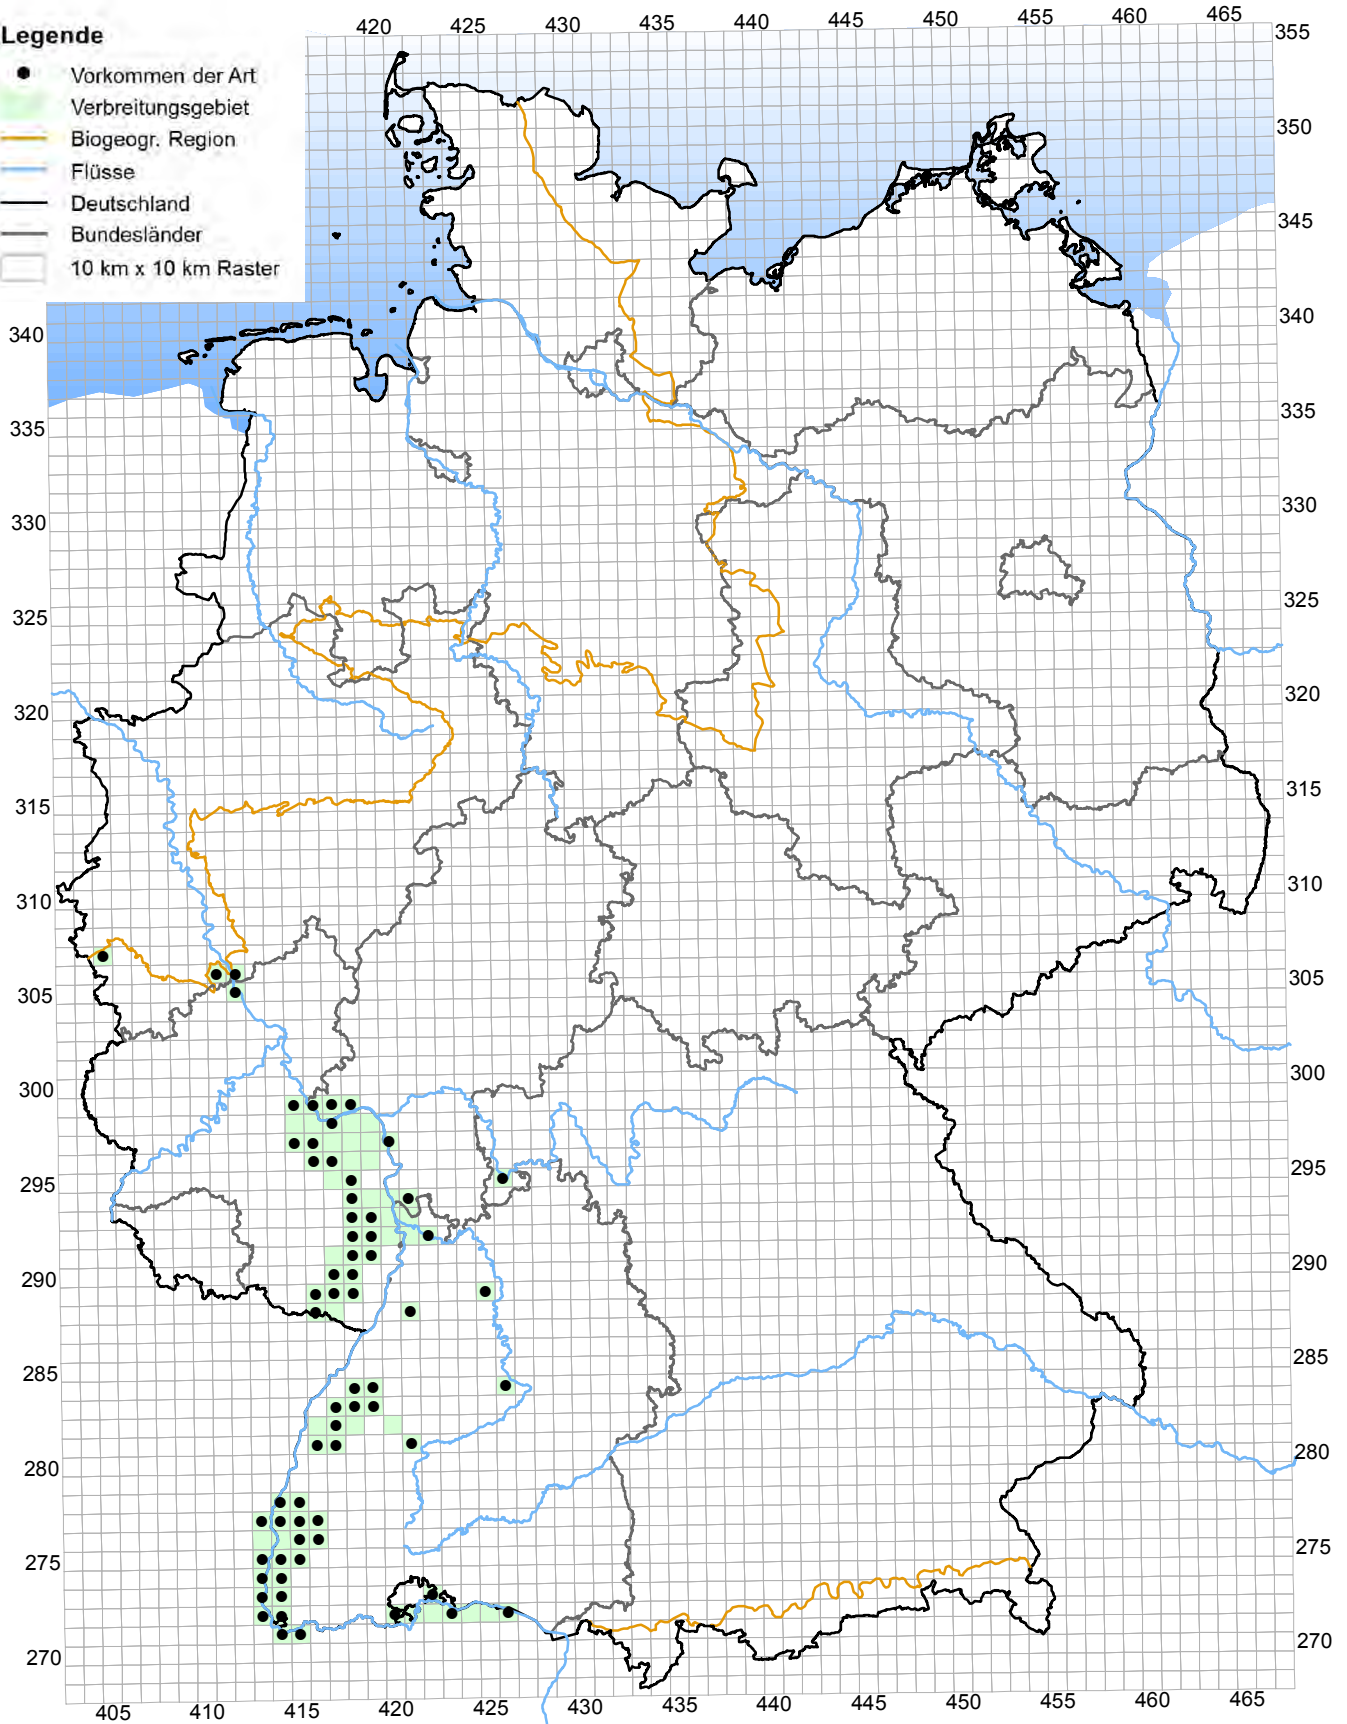 Legende
Vorkommen der Art
Verbreitungsgebiet
Biogeogr. Region
Flüsse
Deutschland
Bundesländer
10 km x 10 km Raster
420 425 430 435 440 445 450 455 460 465
355
350
345
340 340
335 335
330 330
325 325
320 320
315 315
310 310
305 305
300 300
295 295
290 290
285 285
280 280
275 275
270 270
405 410 415 420 425 430 435 440 445 450 455 460 465